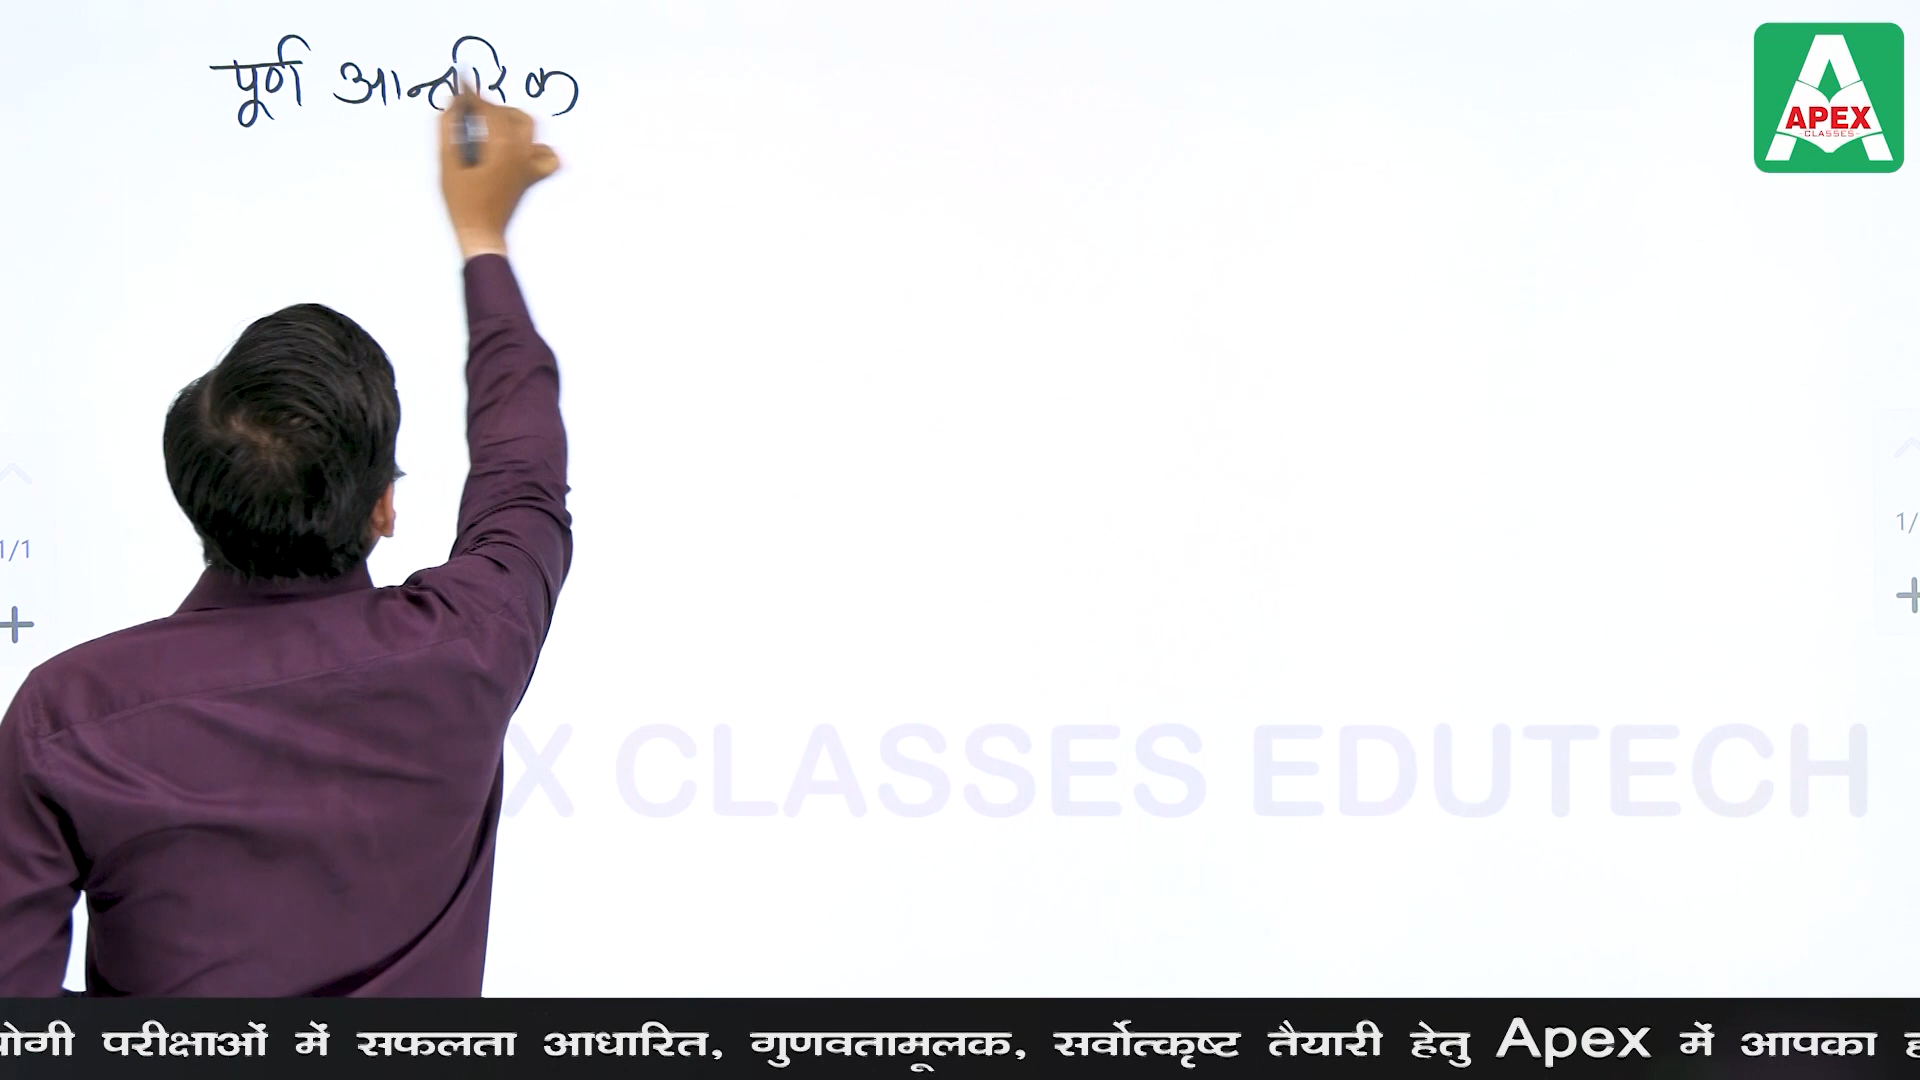 पूर्ण आन्तरिक
APEX
CLASSES
1/1
+
1/
+
X CLASSES EDUTECH
परीक्षाओं में सफलता आधारित, गुणवतामूलक, सर्वोत्कृष्ट तैयारी हेतु Apex में आपका